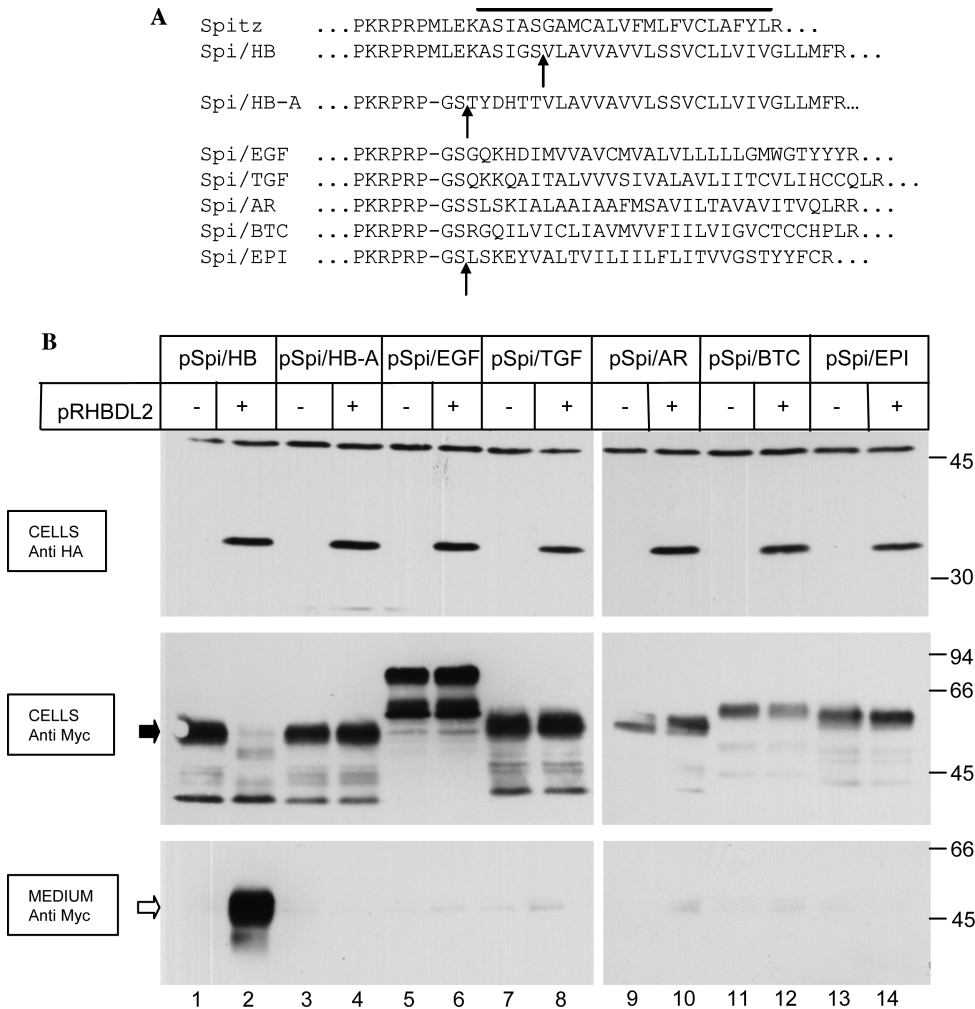 A
Spitz ...PKRPRPMLEKASIASGAMCALVFMLFVCLAFYLR...
Spi/HB ...PKRPRPMLEKASIGSVLAVVAVVLSSVCLLVIVGLLMFR...
Spi/HB-A ...PKRPRP-GSTYDHTTVLAVVAVVLSSVCLLVIVGLLMFR…
Spi/EGF ...PKRPRP-GSGQKHDIMVVAVCMVALVLLLLLGMWGTYYYR...
Spi/TGF ...PKRPRP-GSQKKQAITALVVVSIVALAVLIITCVLIHCCQLR...
Spi/AR ...PKRPRP-GSSLSKIALAAIAAFMSAVILTAVAVITVQLRR...
Spi/BTC ...PKRPRP-GSRGQILVICLIAVMVVFIILVIGVCTCCHPLR...
Spi/EPI ...PKRPRP-GSLSKEYVALTVILIILFLITVVGSTYYFCR...
B
pSpi/HB pSpi/HB-A pSpi/EGF pSpi/TGF pSpi/AR pSpi/BTC pSpi/EPI
pRHBDL2 - + - + - + - + - + - + - +
45
CELLS
Anti HA
30
94
66
CELLS
Anti Myc
45
66
MEDIUM
Anti Myc
45
1 2 3 4 5 6 7 8 9 10 11 12 13 14